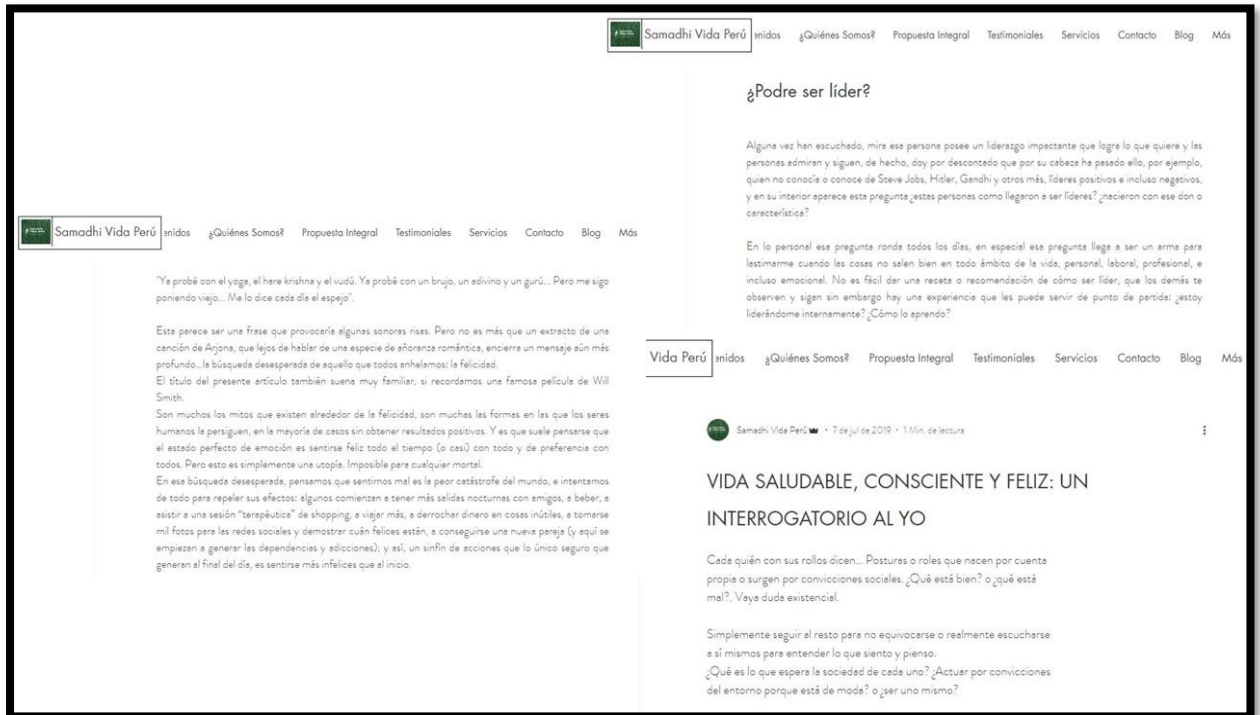 Samadhi Vida Perú enidos ¿Quiénes Somos? Propuesta Integral Testimoniales Servicios Contacto Blog Más
"Ya probé con el yoga, el hare krishna y el vudú. Ya probé con un brujo, un adivino y un gurú... Pero me sigo
poniendo viejo... Me lo dice cada día el espejo".
Esta parece ser una frase que provocaría algunas sonoras risas. Pero no es más que un extracto de una
canción de Arjona, que lejos de hablar de una especie de añoranza romántica, encierra un mensaje aún más
profundo...la búsqueda desesperada de aquello que todos anhelamos: la felicidad.
El título del presente artículo también suena muy familiar, si recordamos una famosa película de Will
Smith.
Son muchos los mitos que existen alrededor de la felicidad, son muchas las formas en las que los seres
humanos la persiguen, en la mayoría de casos sin obtener resultados positivos. Y es que suele pensarse que
el estado perfecto de emoción es sentirse feliz todo el tiempo (o casi) con todo y de preferencia con
todos. Pero esto es simplemente una utopía. Imposible para cualquier mortal.
En esa búsqueda desesperada, pensamos que sentirnos mal es la peor catástrofe del mundo, e intentamos
de todo para repeler sus efectos: algunos comienzan a tener más salidas nocturnas con amigos, a beber, a
asistir a una sesión "terapéutica" de shopping, a viajar más, a derrochar dinero en cosas inútiles, a tomarse
mil fotos para las redes sociales y demostrar cuán felices están, a conseguirse una nueva pareja (y aquí se
empiezan a generar las dependencias y adicciones); y así, un sinfín de acciones que lo único seguro que
generan al final del día, es sentirse más infelices que al inicio.
Samadhi Vida Perú enidos ¿Quiénes Somos? Propuesta Integral Testimoniales Servicios Contacto Blog Más
¿Podre ser líder?
Alguna vez han escuchado, mira esa persona posee un liderazgo impactante que logra lo que quiere y las
personas admiran y siguen, de hecho, doy por descontado que por su cabeza ha pasado ello, por ejemplo,
quien no conocía o conoce de Steve Jobs, Hitler, Gandhi y otros más, líderes positivos e incluso negativos,
y en su interior aparece esta pregunta ¿estas personas como llegaron a ser líderes? ¿nacieron con ese don o
característica?
En lo personal esa pregunta ronda todos los días, en especial esa pregunta llega a ser un arma para
lastimarme cuando las cosas no salen bien en todo ámbito de la vida, personal, laboral, profesional, e
incluso emocional. No es fácil dar una receta o recomendación de cómo ser líder, que los demás te
observen y sigan sin embargo hay una experiencia que les puede servir de punto de partida: ¿estoy
liderándome internamente? ¿Cómo lo aprendo?
Vida Perú enidos ¿Quiénes Somos? Propuesta Integral Testimoniales Servicios Contacto Blog Más
Samadhi Vida Perú • 7 de jul de 2019 • 1 Min. de lectura
VIDA SALUDABLE, CONSCIENTE Y FELIZ: UN
INTERROGATORIO AL YO
Cada quién con sus rollos dicen... Posturas o roles que nacen por cuenta
propia o surgen por convicciones sociales. ¿Qué está bien? o ¿qué está
mal?. Vaya duda existencial.
Simplemente seguir al resto para no equivocarse o realmente escucharse
a sí mismos para entender lo que siento y pienso.
¿Qué es lo que espera la sociedad de cada uno? ¿Actuar por convicciones
del entorno porque está de moda? o ¿ser uno mismo?